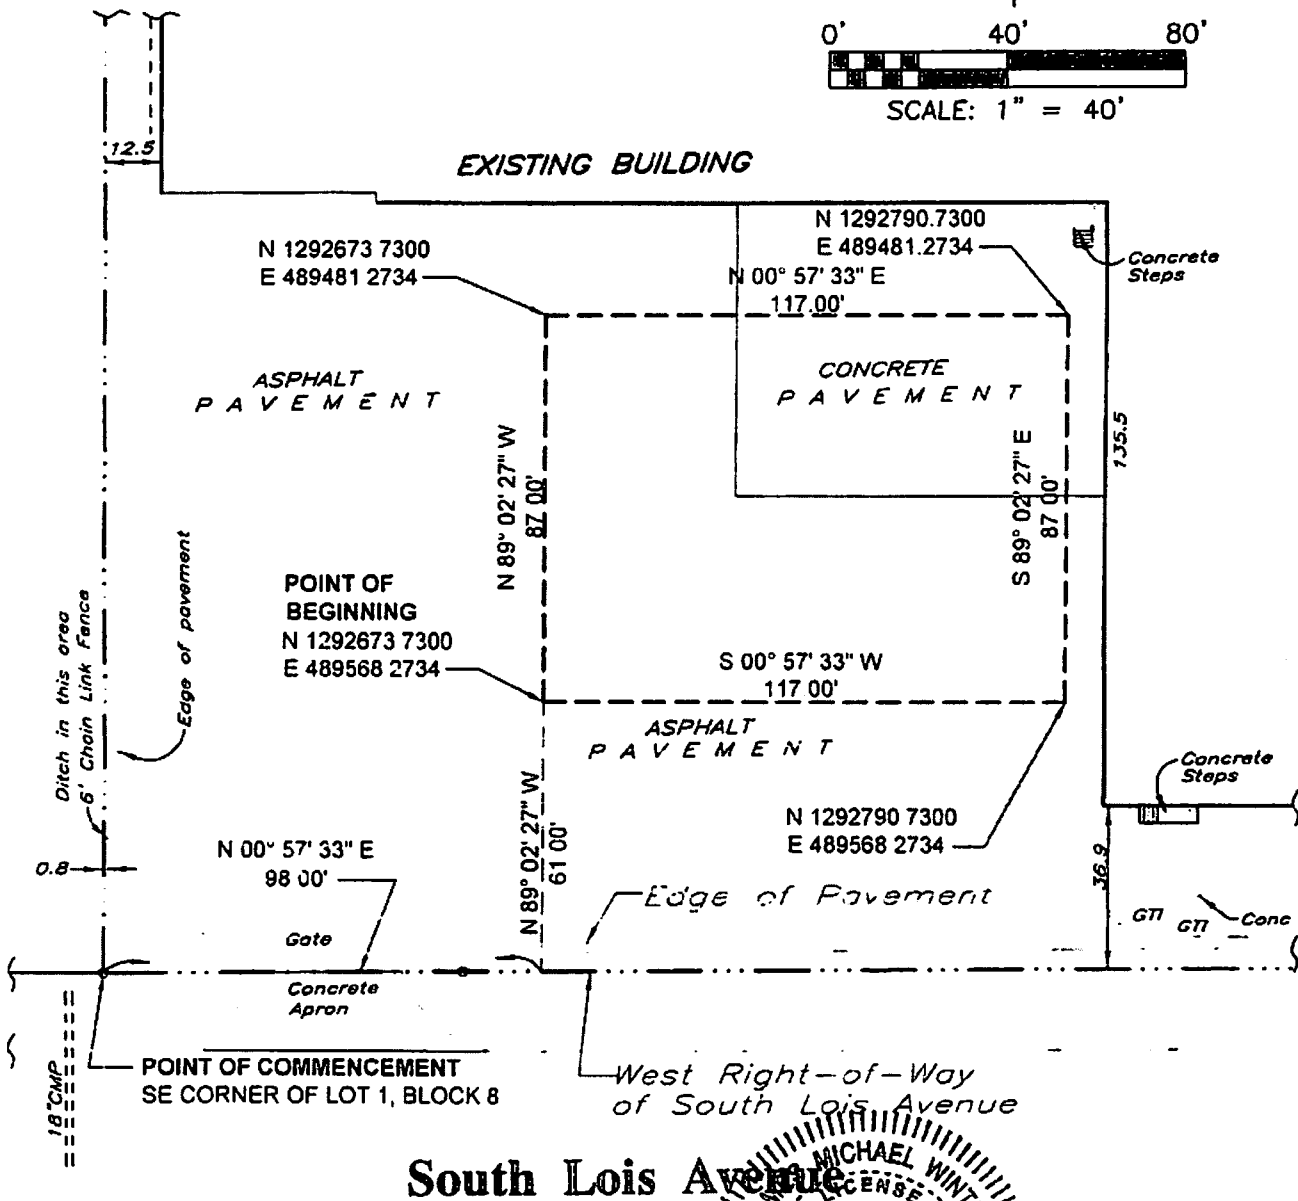 0' 40' 80'
SCALE: 1" = 40'
12.5
EXISTING BUILDING
N 1292673 7300
E 489481 2734
N 1292790.7300
E 489481.2734
N 00° 57' 33" E
117.00'
Concrete
Steps
ASPHALT
PAVEMENT
CONCRETE
PAVEMENT
N 89° 02' 27" W
87 00'
S 89° 02' 27" E
87 00'
135.5
Edge of pavement
Ditch in this area
6' Chain Link Fence
POINT OF
BEGINNING
N 1292673 7300
E 489568 2734
S 00° 57' 33" W
117 00'
ASPHALT
PAVEMENT
Concrete
Steps
N 1292790 7300
E 489568 2734
N 89° 02' 27" W
61 00'
N 00° 57' 33" E
98 00'
0.8
36.9
Edge of Pavement
Gate
Conc
Concrete
Apron
18"CMP
POINT OF COMMENCEMENT
SE CORNER OF LOT 1, BLOCK 8
West Right-of-Way
of South Lois Avenue
South Lois Avenue
MICHAEL WINT
LICENSE